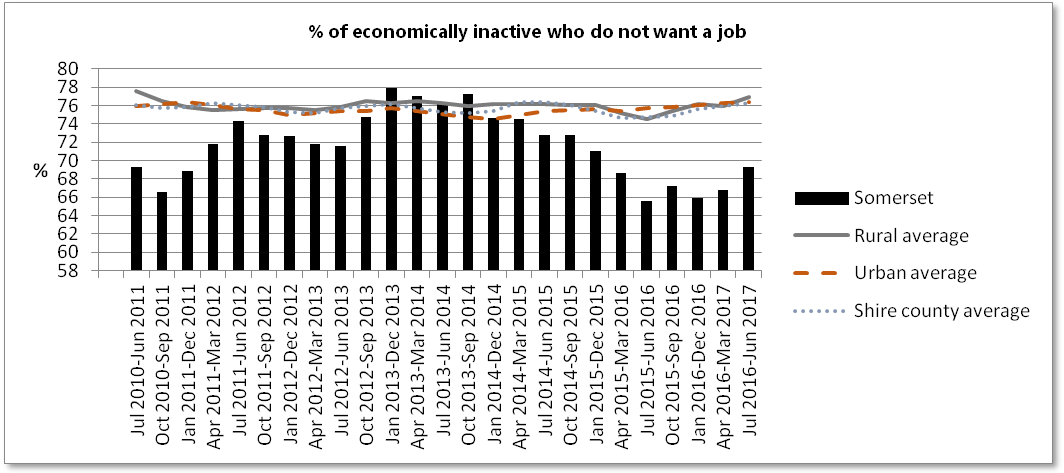 % of economically inactive who do not want a job
80
78
76
74
72
70
68
66
64
62
60
58
%
Jul 2010-Jun 2011
Oct 2010-Sep 2011
Jan 2011-Dec 2011
Apr 2011-Mar 2012
Jul 2011-Jun 2012
Oct 2011-Sep 2012
Jan 2012-Dec 2012
Apr 2012-Mar 2013
Jul 2012-Jun 2013
Oct 2012-Sep 2013
Jan 2013-Dec 2013
Apr 2013-Mar 2014
Jul 2013-Jun 2014
Oct 2013-Sep 2014
Jan 2014-Dec 2014
Apr 2014-Mar 2015
Jul 2014-Jun 2015
Oct 2014-Sep 2015
Jan 2015-Dec 2015
Apr 2015-Mar 2016
Jul 2015-Jun 2016
Oct 2015-Sep 2016
Jan 2016-Dec 2016
Apr 2016-Mar 2017
Jul 2016-Jun 2017
Somerset
Rural average
Urban average
Shire county average